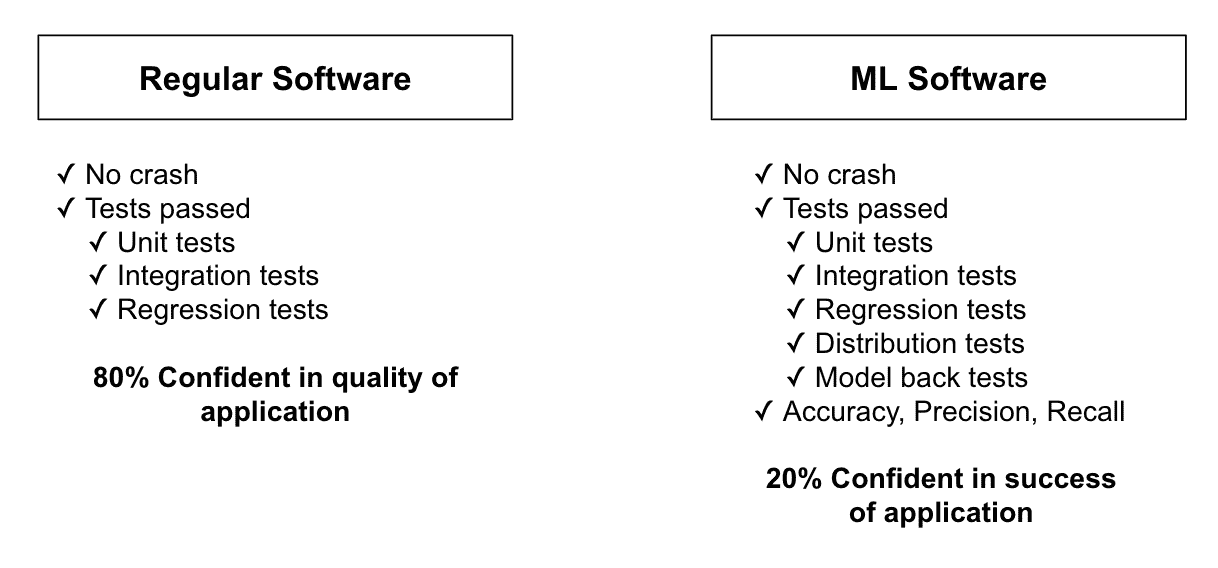 Regular Software
✓ No crash
✓ Tests passed
✓ Unit tests
✓ Integration tests
✓ Regression tests
80% Confident in quality of
application
ML Software
✓ No crash
✓ Tests passed
✓ Unit tests
✓ Integration tests
✓ Regression tests
✓ Distribution tests
✓ Model back tests
✓ Accuracy, Precision, Recall
20% Confident in success
of application